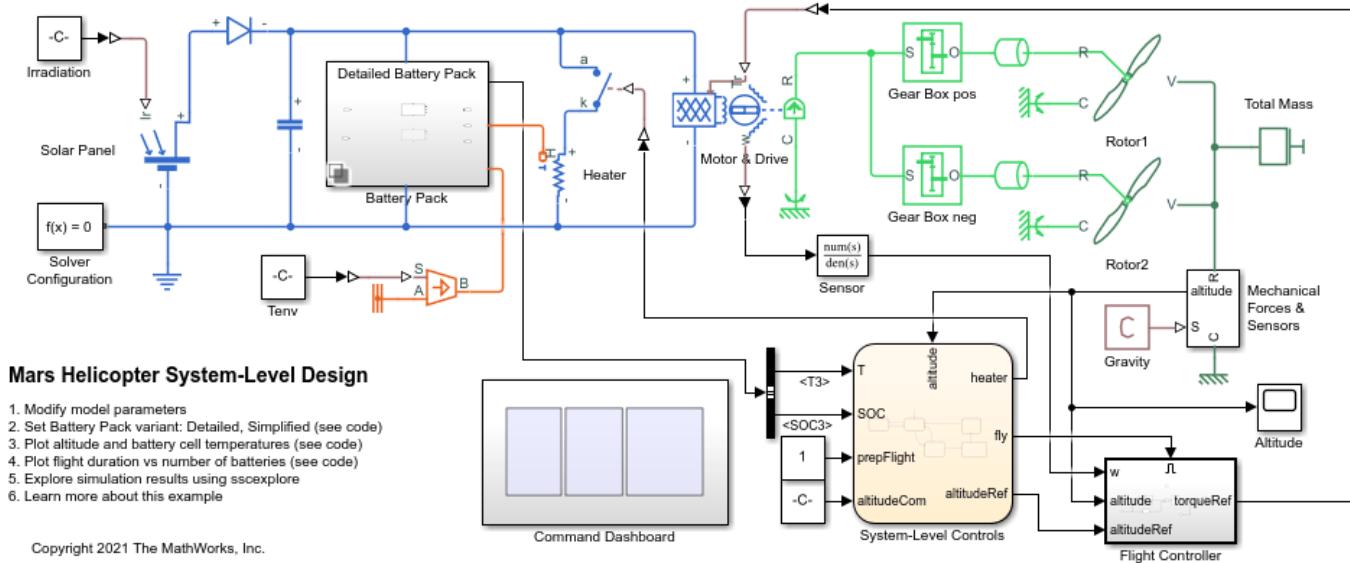 -C-
Irradiation
Ir
+
-
Solar Panel
+
-
+
-
f(x) = 0
Solver
Configuration
Detailed Battery Pack
Battery Pack
H
-C-
Tenv
S
A
B
a
k
+
-
Heater
+
-
Tr
w
Motor & Drive
R
C
S
O
Gear Box pos
R
C
Rotor1
V
Total Mass
S
O
Gear Box neg
R
C
Rotor2
V
num(s)
den(s)
Sensor
R
altitude
S
C
Mechanical
Forces &
Sensors
C
Gravity
Altitude
Mars Helicopter System-Level Design
1. Modify model parameters
2. Set Battery Pack variant: Detailed, Simplified (see code)
3. Plot altitude and battery cell temperatures (see code)
4. Plot flight duration vs number of batteries (see code)
5. Explore simulation results using sscexplore
6. Learn more about this example
Copyright 2021 The MathWorks, Inc.
Command Dashboard
<T3>
<SOC3>
1
-C-
altitude
T
SOC
prepFlight
altitudeCom
heater
fly
altitudeRef
System-Level Controls
w
altitude
altitudeRef
torqueRef
Flight Controller